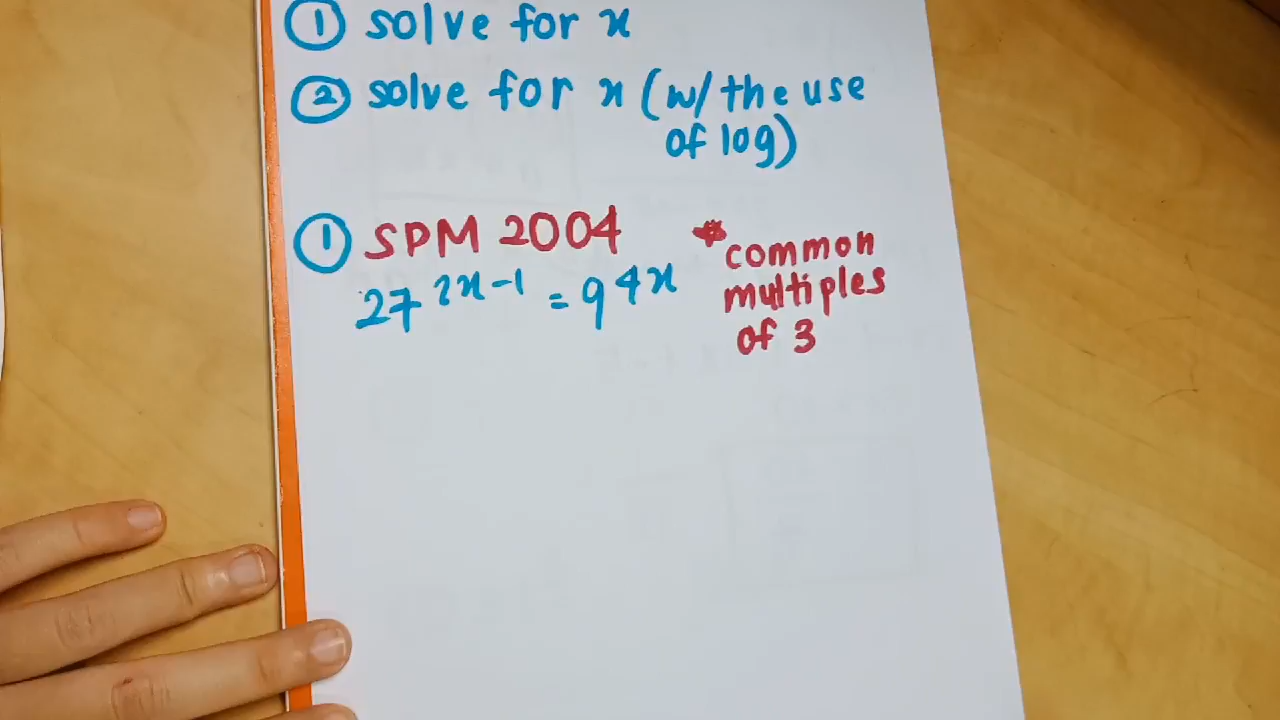 ① solve for x
② solve for x (w/ the use
of log)
① SPM 2004
27^{2x-1} = 9^{4x}
* common
multiples
of 3